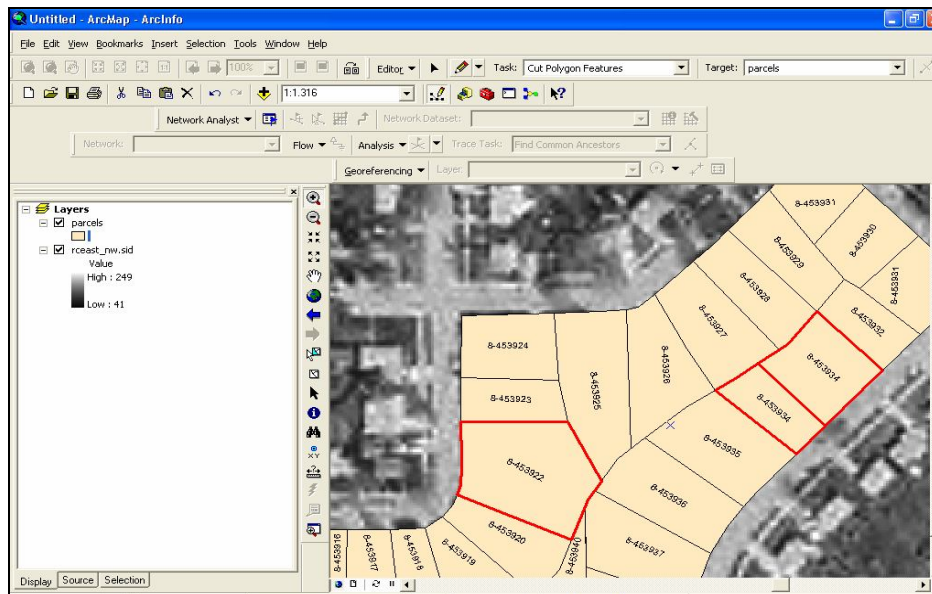 Untitled - ArcMap - ArcInfo
File Edit View Bookmarks Insert Selection Tools Window Help
100% Editor Task: Cut Polygon Features Target: parcels
1:1.316
Network Analyst Network Dataset:
Network: Flow Analysis Trace Task: Find Common Ancestors
Georeferencing Layer:
Layers
parcels
rceast_nw.sid
Value
High : 249
Low : 41
8-453931
8-453930
8-453929
8-453931
8-453928
8-453932
8-453927
8-453924
8-453926
8-453934
8-453925
8-453923
8-453934
8-453935
8-453922
8-453936
8-453920
8-453937
8-453940
8-453919
8-453918
8-453917
8-453916
Display Source Selection